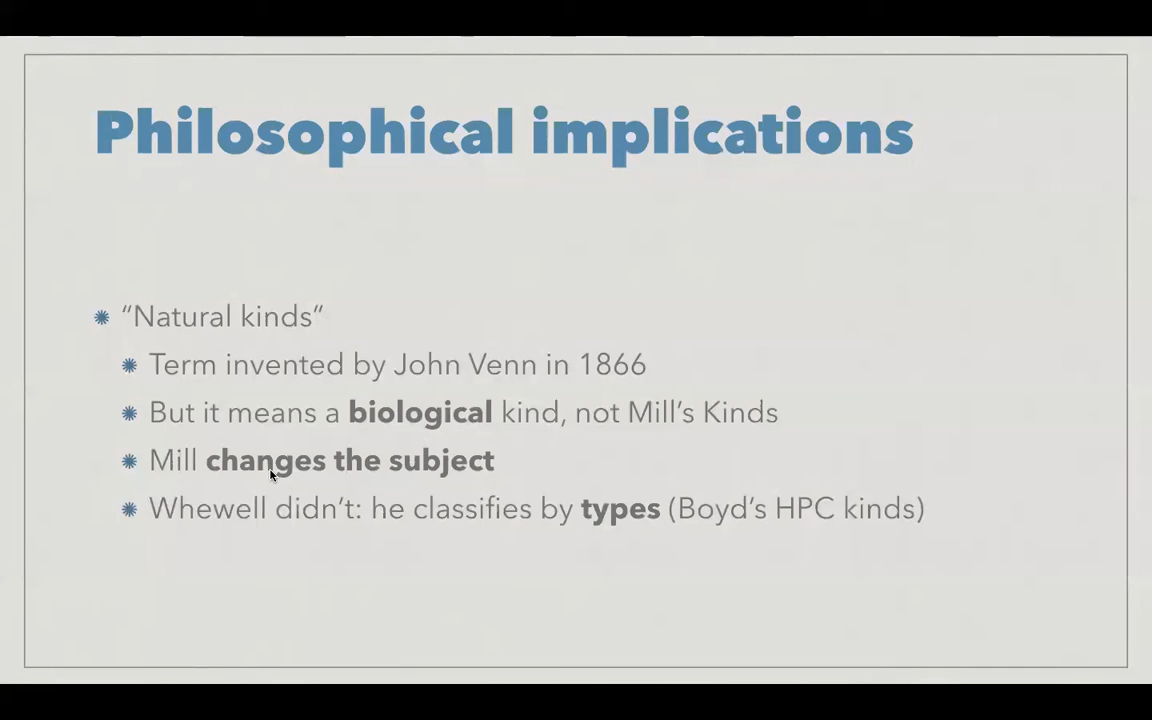 Philosophical implications
“Natural kinds”
Term invented by John Venn in 1866
But it means a biological kind, not Mill’s Kinds
Mill changes the subject
Whewell didn’t: he classifies by types (Boyd’s HPC kinds)